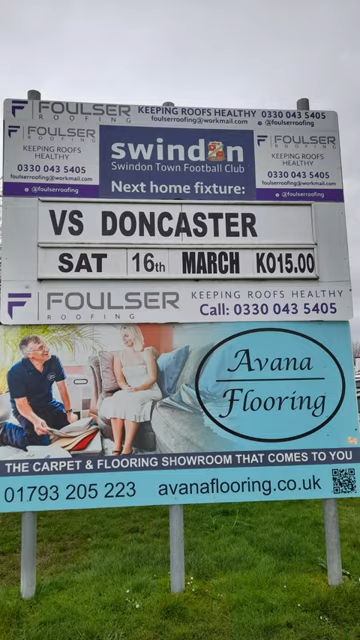 FOULSER
ROOFING
KEEPING ROOFS HEALTHY 0330 043 5405
foulserroofing@workmail.com @foulserroofing
FOULSER
ROOFING
KEEPING ROOFS
HEALTHY
0330 043 5405
foulserroofing@workmail.com
@foulserroofing
swindon
Swindon Town Football Club
Next home fixture:
FOULSER
ROOFING
KEEPING ROOFS
HEALTHY
0330 043 5405
foulserroofing@workmail.com
@foulserroofing
VS DONCASTER
SAT 16th MARCH KO15.00
FOULSER
ROOFING
KEEPING ROOFS HEALTHY
Call: 0330 043 5405
Avana
Flooring
THE CARPET & FLOORING SHOWROOM THAT COMES TO YOU
01793 205 223 avanaflooring.co.uk